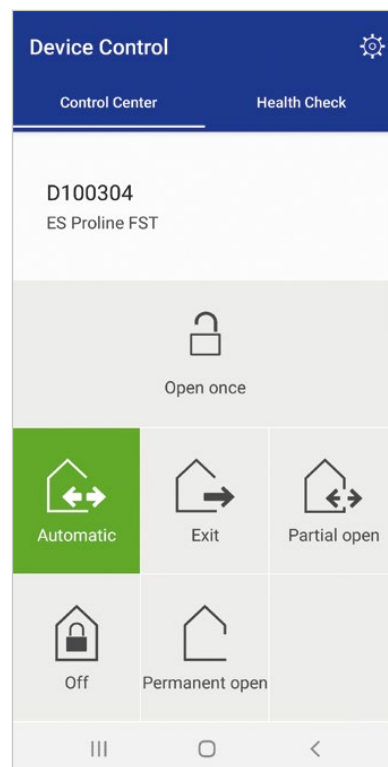 Device Control
Control Center
Health Check
D100304
ES Proline FST
Open once
Automatic
Exit
Partial open
Off
Permanent open